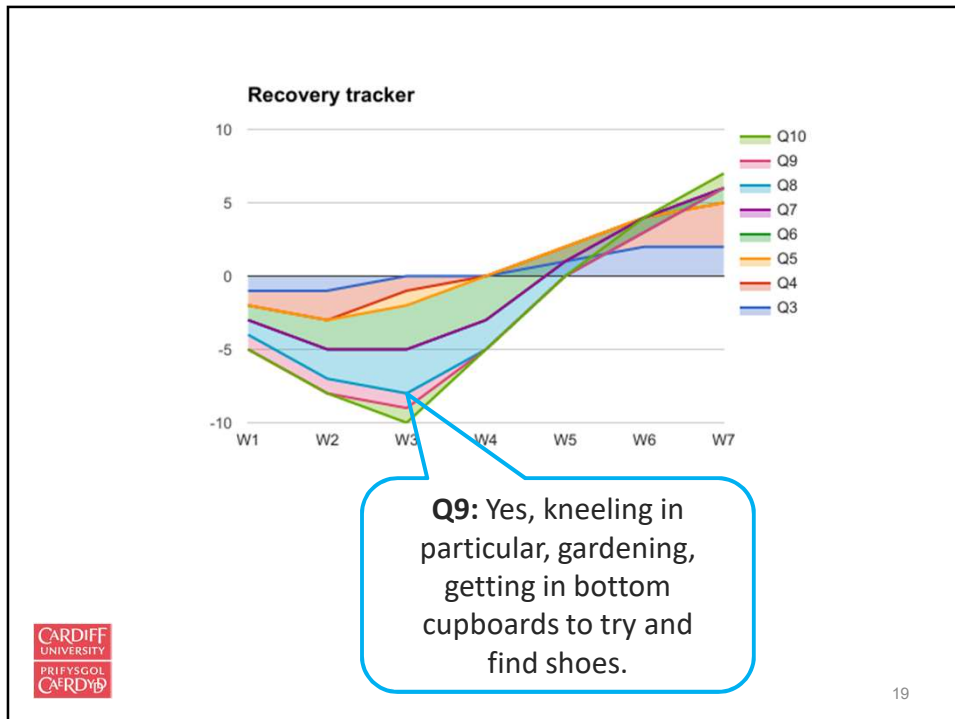 Recovery tracker
10
5
0
-5
-10
W1 W2 W3 W4 W5 W6 W7
Q10
Q9
Q8
Q7
Q6
Q5
Q4
Q3
Q9: Yes, kneeling in
particular, gardening,
getting in bottom
cupboards to try and
find shoes.
CARDIFF
UNIVERSITY
PRIFYSGOL
CAERDYDD
19